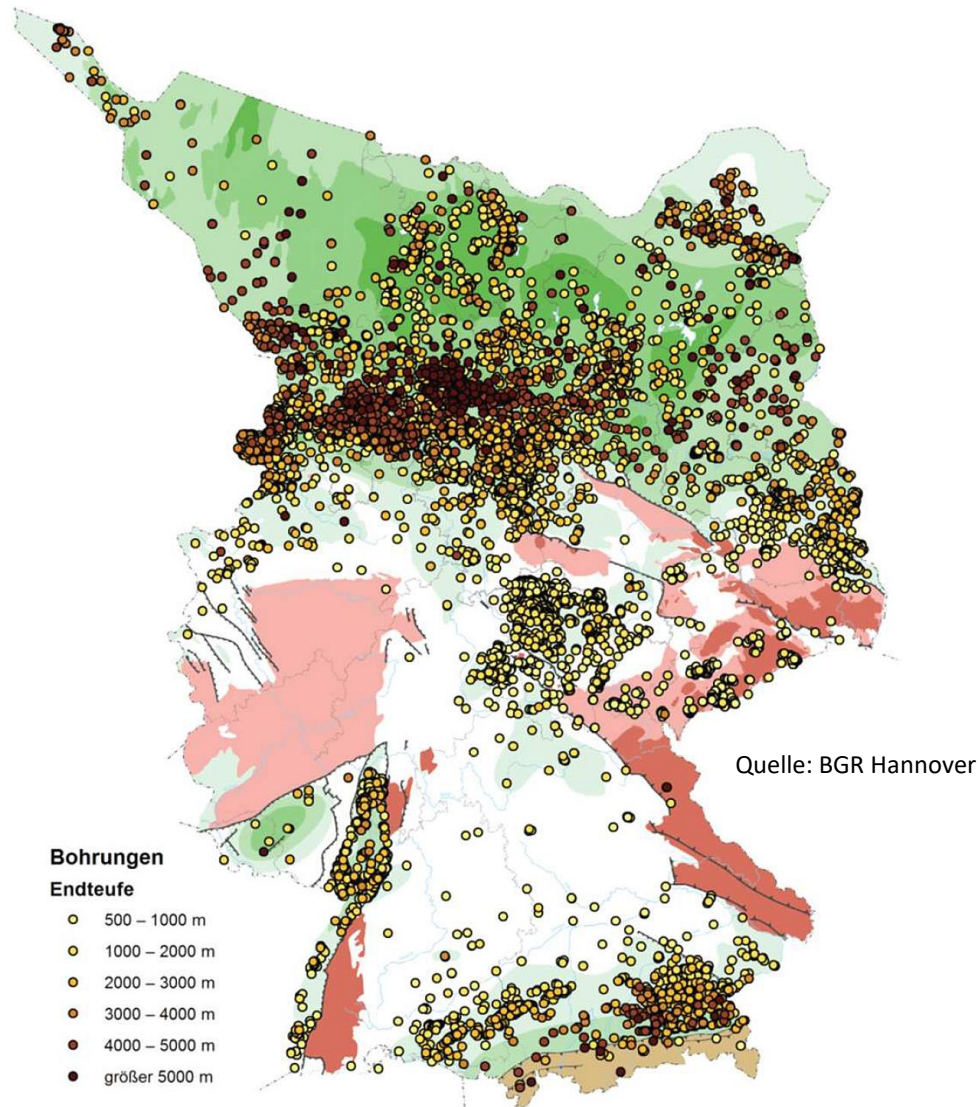 Quelle: BGR Hannover
Bohrungen
Endteufe
500 – 1000 m
1000 – 2000 m
2000 – 3000 m
3000 – 4000 m
4000 – 5000 m
größer 5000 m